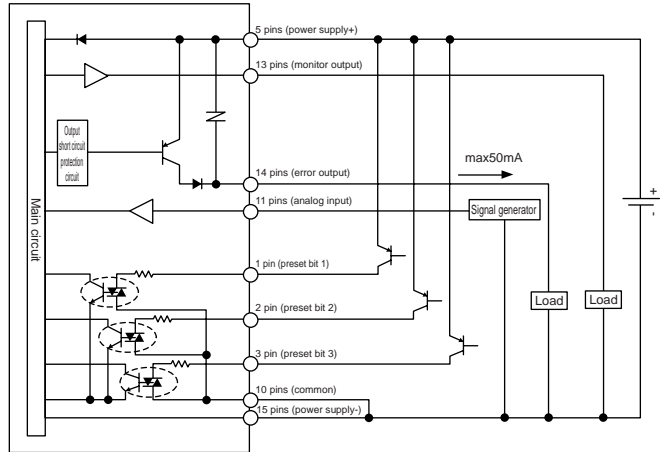 5 pins (power supply+)
13 pins (monitor output)
Output
short circuit
protection
circuit
Main circuit
14 pins (error output)
max50mA
11 pins (analog input)
Signal generator
1 pin (preset bit 1)
2 pin (preset bit 2)
3 pin (preset bit 3)
10 pins (common)
15 pins (power supply-)
Load
Load
+
-